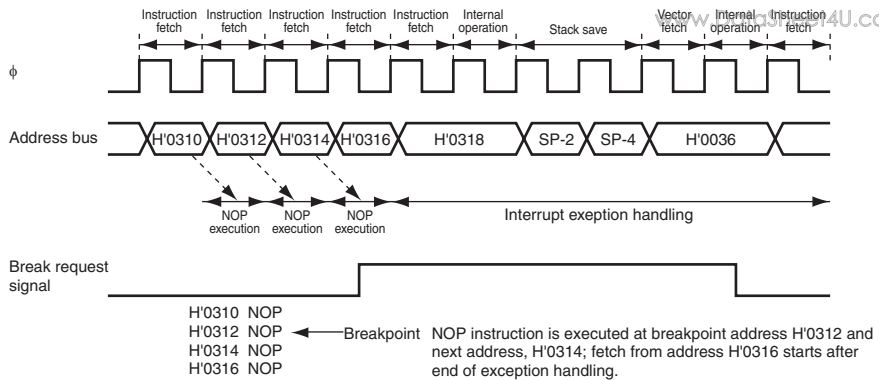 Instruction fetch Instruction fetch Instruction fetch Instruction fetch Instruction fetch Internal operation Stack save Vector fetch Internal operation Instruction fetch
www.DataSheet4U.co
φ
Address bus H'0310 H'0312 H'0314 H'0316 H'0318 SP-2 SP-4 H'0036
NOP execution NOP execution NOP execution Interrupt exeption handling
Break request
signal
H'0310 NOP
H'0312 NOP Breakpoint NOP instruction is executed at breakpoint address H'0312 and
H'0314 NOP next address, H'0314; fetch from address H'0316 starts after
H'0316 NOP end of exception handling.